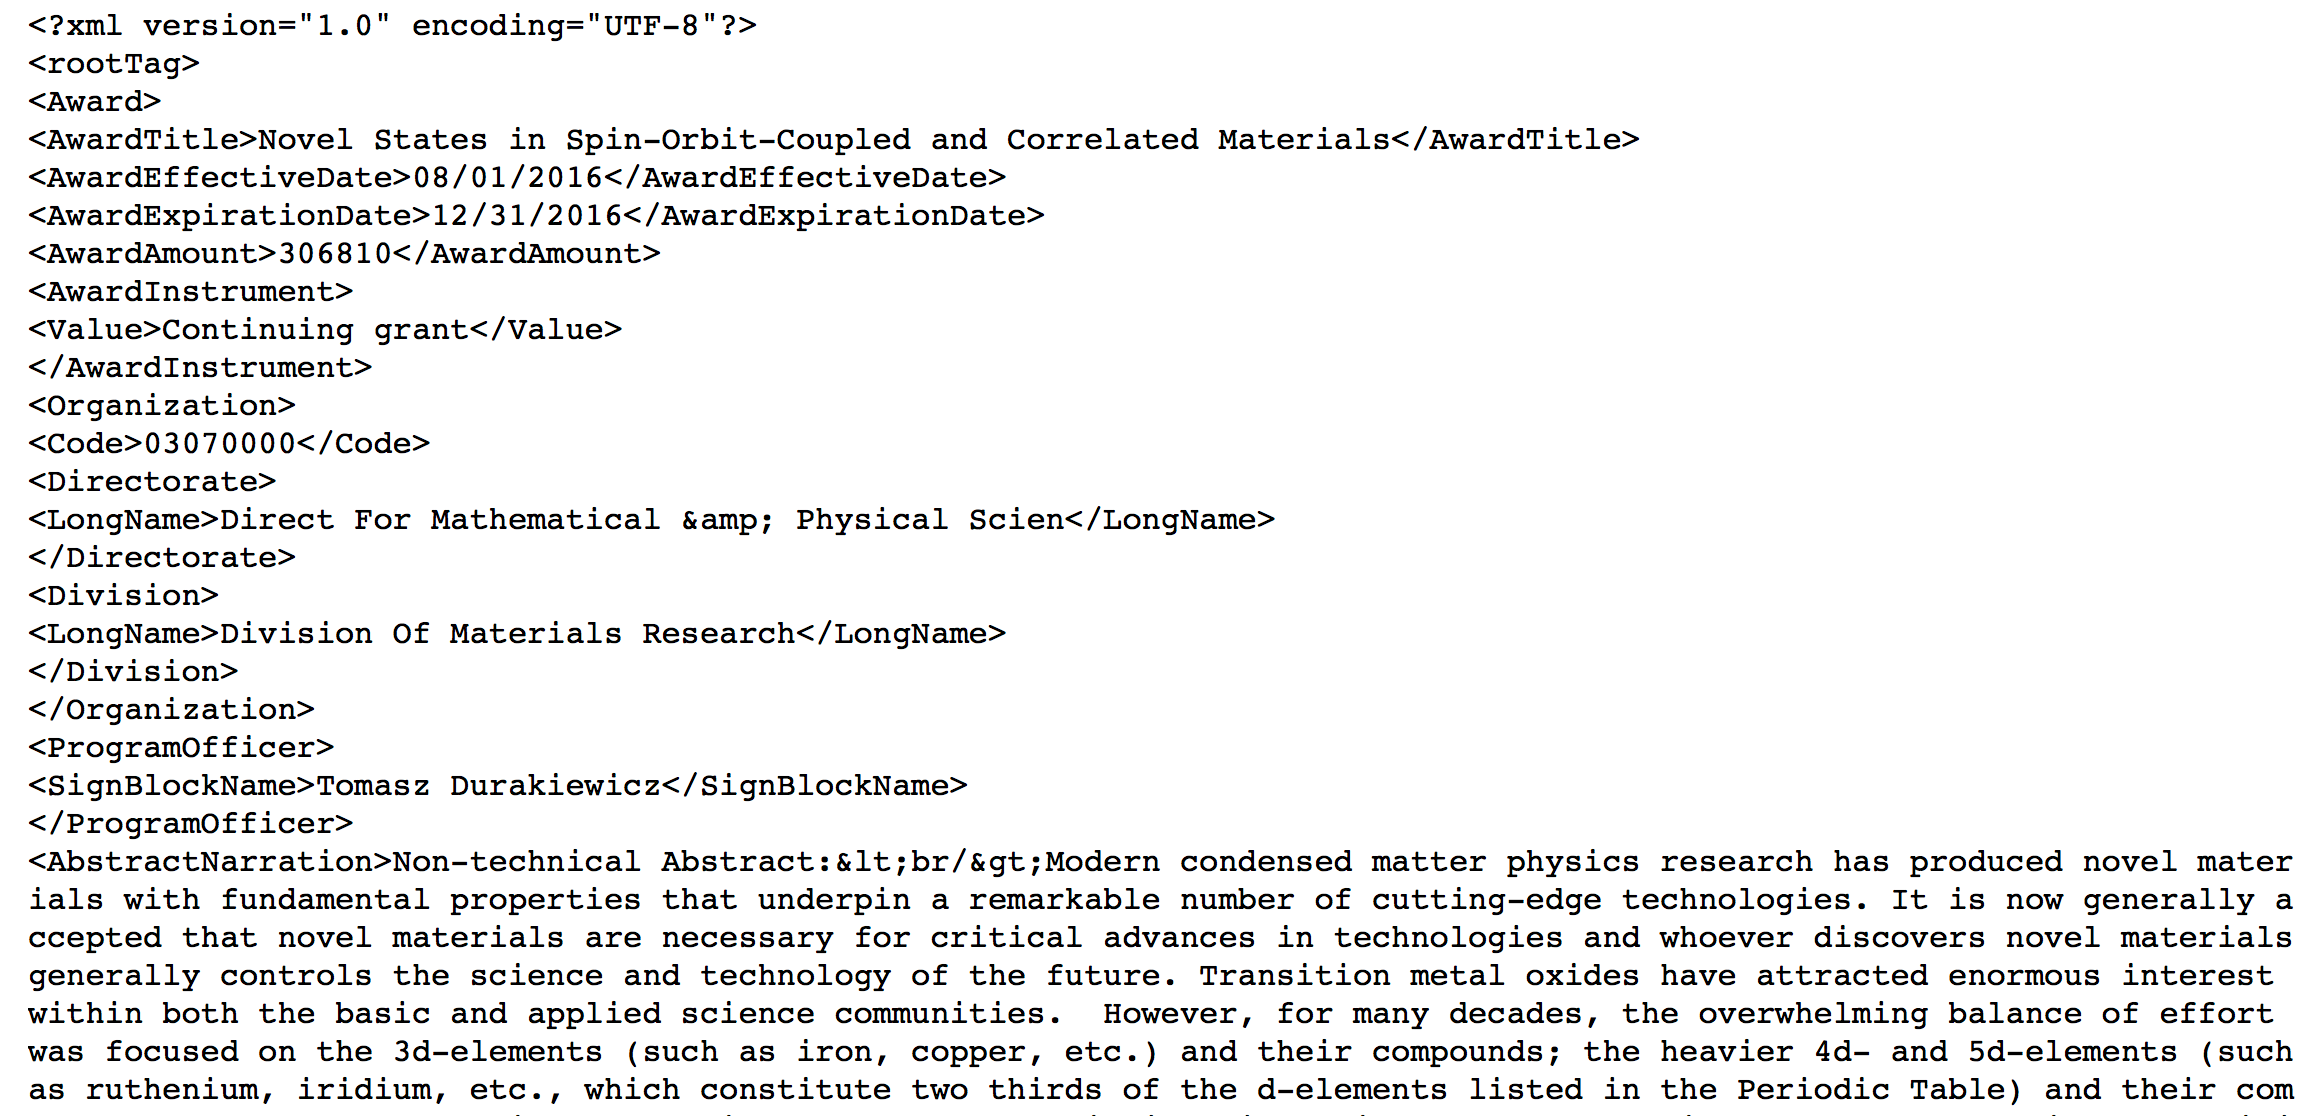 <?xml version="1.0" encoding="UTF-8"?>
<rootTag>
<Award>
<AwardTitle>Novel States in Spin-Orbit-Coupled and Correlated Materials</AwardTitle>
<AwardEffectiveDate>08/01/2016</AwardEffectiveDate>
<AwardExpirationDate>12/31/2016</AwardExpirationDate>
<AwardAmount>306810</AwardAmount>
<AwardInstrument>
<Value>Continuing grant</Value>
</AwardInstrument>
<Organization>
<Code>03070000</Code>
<Directorate>
<LongName>Direct For Mathematical &amp; Physical Scien</LongName>
</Directorate>
<Division>
<LongName>Division Of Materials Research</LongName>
</Division>
</Organization>
<ProgramOfficer>
<SignBlockName>Tomasz Durakiewicz</SignBlockName>
</ProgramOfficer>
<AbstractNarration>Non-technical Abstract:&lt;br/&gt;Modern condensed matter physics research has produced novel mater
ials with fundamental properties that underpin a remarkable number of cutting-edge technologies. It is now generally a
ccepted that novel materials are necessary for critical advances in technologies and whoever discovers novel materials
generally controls the science and technology of the future. Transition metal oxides have attracted enormous interest
within both the basic and applied science communities.  However, for many decades, the overwhelming balance of effort
was focused on the 3d-elements (such as iron, copper, etc.) and their compounds; the heavier 4d- and 5d-elements (such
as ruthenium, iridium, etc., which constitute two thirds of the d-elements listed in the Periodic Table) and their com